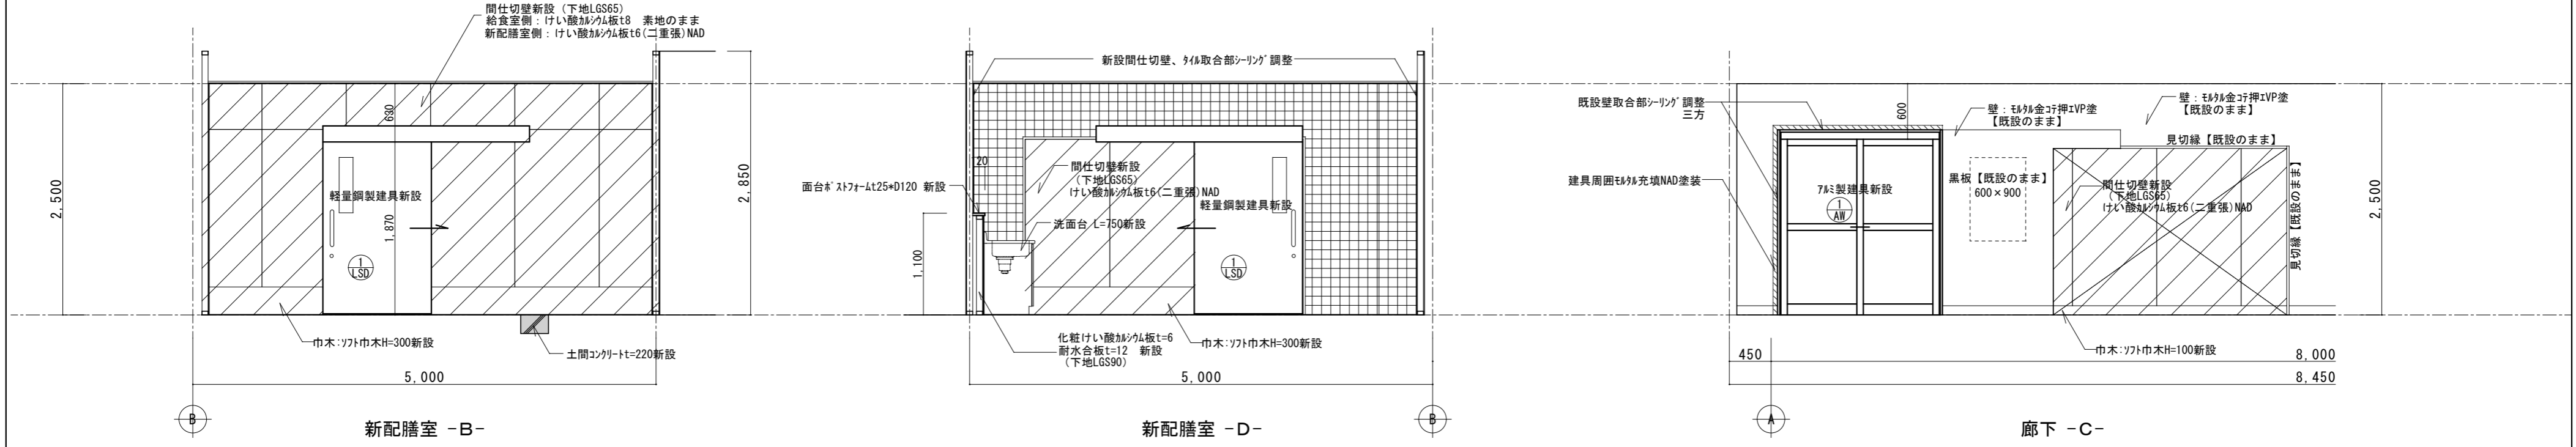 間仕切壁新設 (下地LGS65)
給食室側：けい酸ｶﾙｼｳﾑ板t8　素地のまま
新配膳室側：けい酸ｶﾙｼｳﾑ板t6(二重張)NAD
630
2,500
2,850
軽量鋼製建具新設
1,870
1
LSD
巾木:ｿﾌﾄ巾木H=300新設
土間ｺﾝｸﾘｰﾄt=220新設
5,000
B
新配膳室 -B-
新設間仕切壁、ﾀｲﾙ取合部ｼｰﾘﾝｸﾞ調整
20
間仕切壁新設
(下地LGS65)
けい酸ｶﾙｼｳﾑ板t6(二重張)NAD
面台ﾎﾟｽﾄﾌｫｰﾑt25*D120 新設
軽量鋼製建具新設
洗面台 L=750新設
1,100
1
LSD
化粧けい酸ｶﾙｼｳﾑ板t=6
耐水合板t=12　新設
(下地LGS90)
巾木:ｿﾌﾄ巾木H=300新設
5,000
B
新配膳室 -D-
既設壁取合部ｼｰﾘﾝｸﾞ調整
三方
600
壁：ﾓﾙﾀﾙ金ｺﾃ押ｴVP塗
【既設のまま】
壁：ﾓﾙﾀﾙ金ｺﾃ押ｴVP塗
【既設のまま】
見切縁【既設のまま】
建具周囲ﾓﾙﾀﾙ充填NAD塗装
ｱﾙﾐ製建具新設
1
AW
黒板【既設のまま】
600×900
間仕切壁新設
(下地LGS65)
けい酸ｶﾙｼｳﾑ板t6(二重張)NAD
見切縁【既設のまま】
2,500
巾木:ｿﾌﾄ巾木H=100新設
450
8,000
8,450
A
廊下 -C-